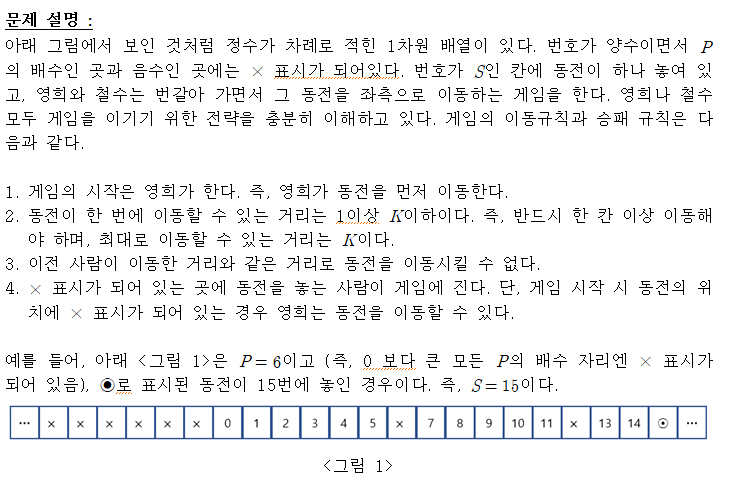 문제 설명 :
아래 그림에서 보인 것처럼 정수가 차례로 적힌 1차원 배열이 있다. 번호가 양수이면서 P
의 배수인 곳과 음수인 곳에는 × 표시가 되어있다. 번호가 S인 칸에 동전이 하나 놓여 있
고, 영희와 철수는 번갈아 가면서 그 동전을 좌측으로 이동하는 게임을 한다. 영희나 철수
모두 게임을 이기기 위한 전략을 충분히 이해하고 있다. 게임의 이동규칙과 승패 규칙은 다
음과 같다.
1. 게임의 시작은 영희가 한다. 즉, 영희가 동전을 먼저 이동한다.
2. 동전이 한 번에 이동할 수 있는 거리는 1이상 K이하이다. 즉, 반드시 한 칸 이상 이동해
야 하며, 최대로 이동할 수 있는 거리는 K이다.
3. 이전 사람이 이동한 거리와 같은 거리로 동전을 이동시킬 수 없다.
4. × 표시가 되어 있는 곳에 동전을 놓는 사람이 게임에 진다. 단, 게임 시작 시 동전의 위
치에 × 표시가 되어 있는 경우 영희는 동전을 이동할 수 있다.
예를 들어, 아래 <그림 1>은 P=6이고 (즉, 0 보다 큰 모든 P의 배수 자리엔 × 표시가
되어 있음), ⦿로 표시된 동전이 15번에 놓인 경우이다. 즉, S=15이다.
… × × × × × × 0 1 2 3 4 5 × 7 8 9 10 11 × 13 14 ⦿ …
<그림 1>